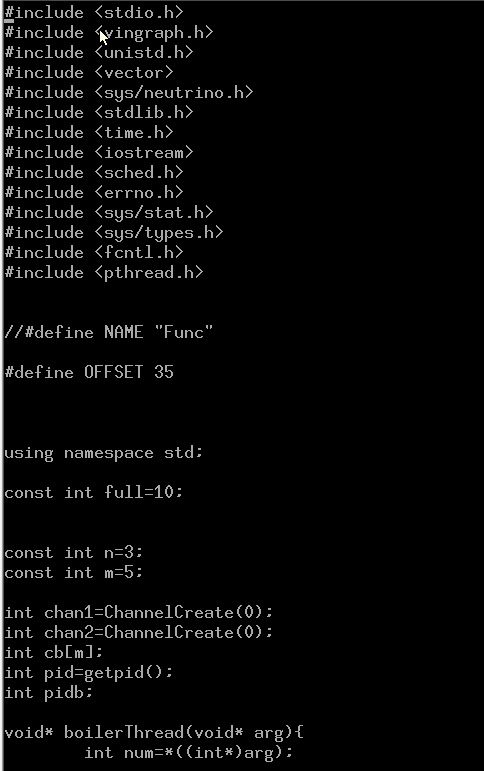 #include <stdio.h>
#include <vingraph.h>
#include <unistd.h>
#include <vector>
#include <sys/neutrino.h>
#include <stdlib.h>
#include <time.h>
#include <iostream>
#include <sched.h>
#include <errno.h>
#include <sys/stat.h>
#include <sys/types.h>
#include <fcntl.h>
#include <pthread.h>
//#define NAME "Func"
#define OFFSET 35
using namespace std;
const int full=10;
const int n=3;
const int m=5;
int chan1=ChannelCreate(0);
int chan2=ChannelCreate(0);
int cb[m];
int pid=getpid();
int pidb;
void* boilerThread(void* arg){
        int num=*((int*)arg);